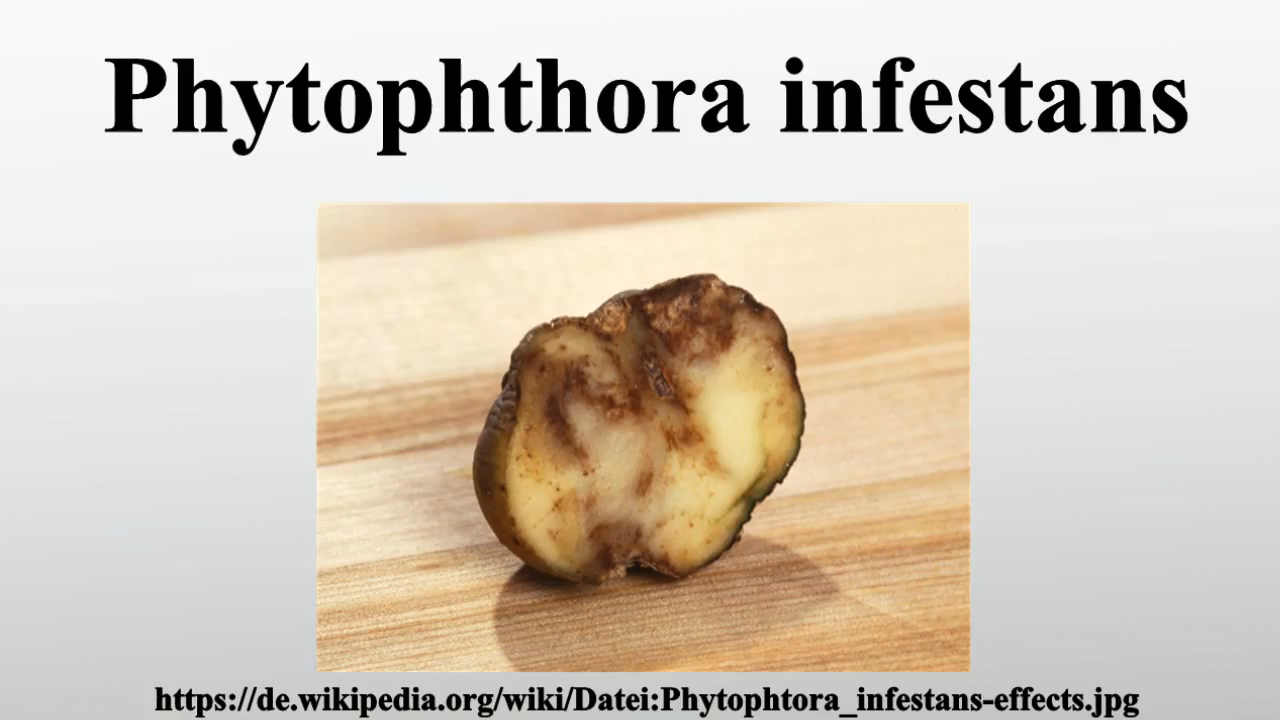 Phytophthora infestans
https://de.wikipedia.org/wiki/Datei:Phytophtora_infestans-effects.jpg